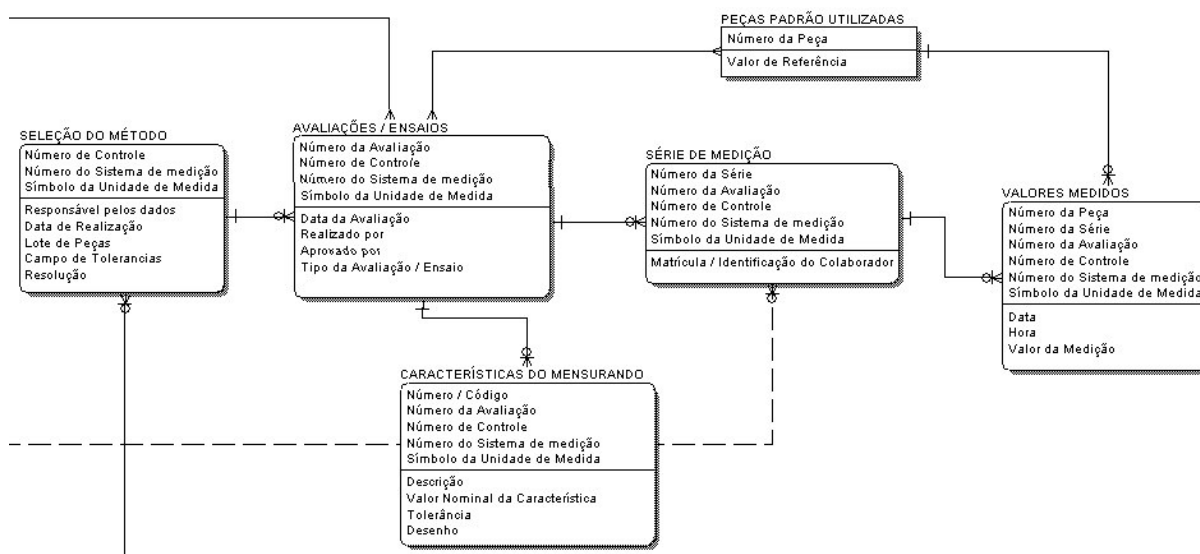 PEÇAS PADRÃO UTILIZADAS
Número da Peça
Valor de Referência
SELEÇÃO DO MÉTODO
Número de Controle
Número do Sistema de medição
Símbolo da Unidade de Medida
Responsável pelos dados
Data de Realização
Lote de Peças
Campo de Tolerancias
Resolução
AVALIAÇÕES / ENSAIOS
Número da Avaliação
Número de Controle
Número do Sistema de medição
Símbolo da Unidade de Medida
Data da Avaliação
Realizado por
Aprovado por
Tipo da Avaliação / Ensaio
SÉRIE DE MEDIÇÃO
Número da Série
Número da Avaliação
Número de Controle
Número do Sistema de medição
Símbolo da Unidade de Medida
Matrícula / Identificação do Colaborador
VALORES MEDIDOS
Número da Peça
Número da Série
Número da Avaliação
Número de Controle
Número do Sistema de medição
Símbolo da Unidade de Medida
Data
Hora
Valor da Medição
CARACTERÍSTICAS DO MENSURANDO
Número / Código
Número da Avaliação
Número de Controle
Número do Sistema de medição
Símbolo da Unidade de Medida
Descrição
Valor Nominal da Característica
Tolerância
Desenho